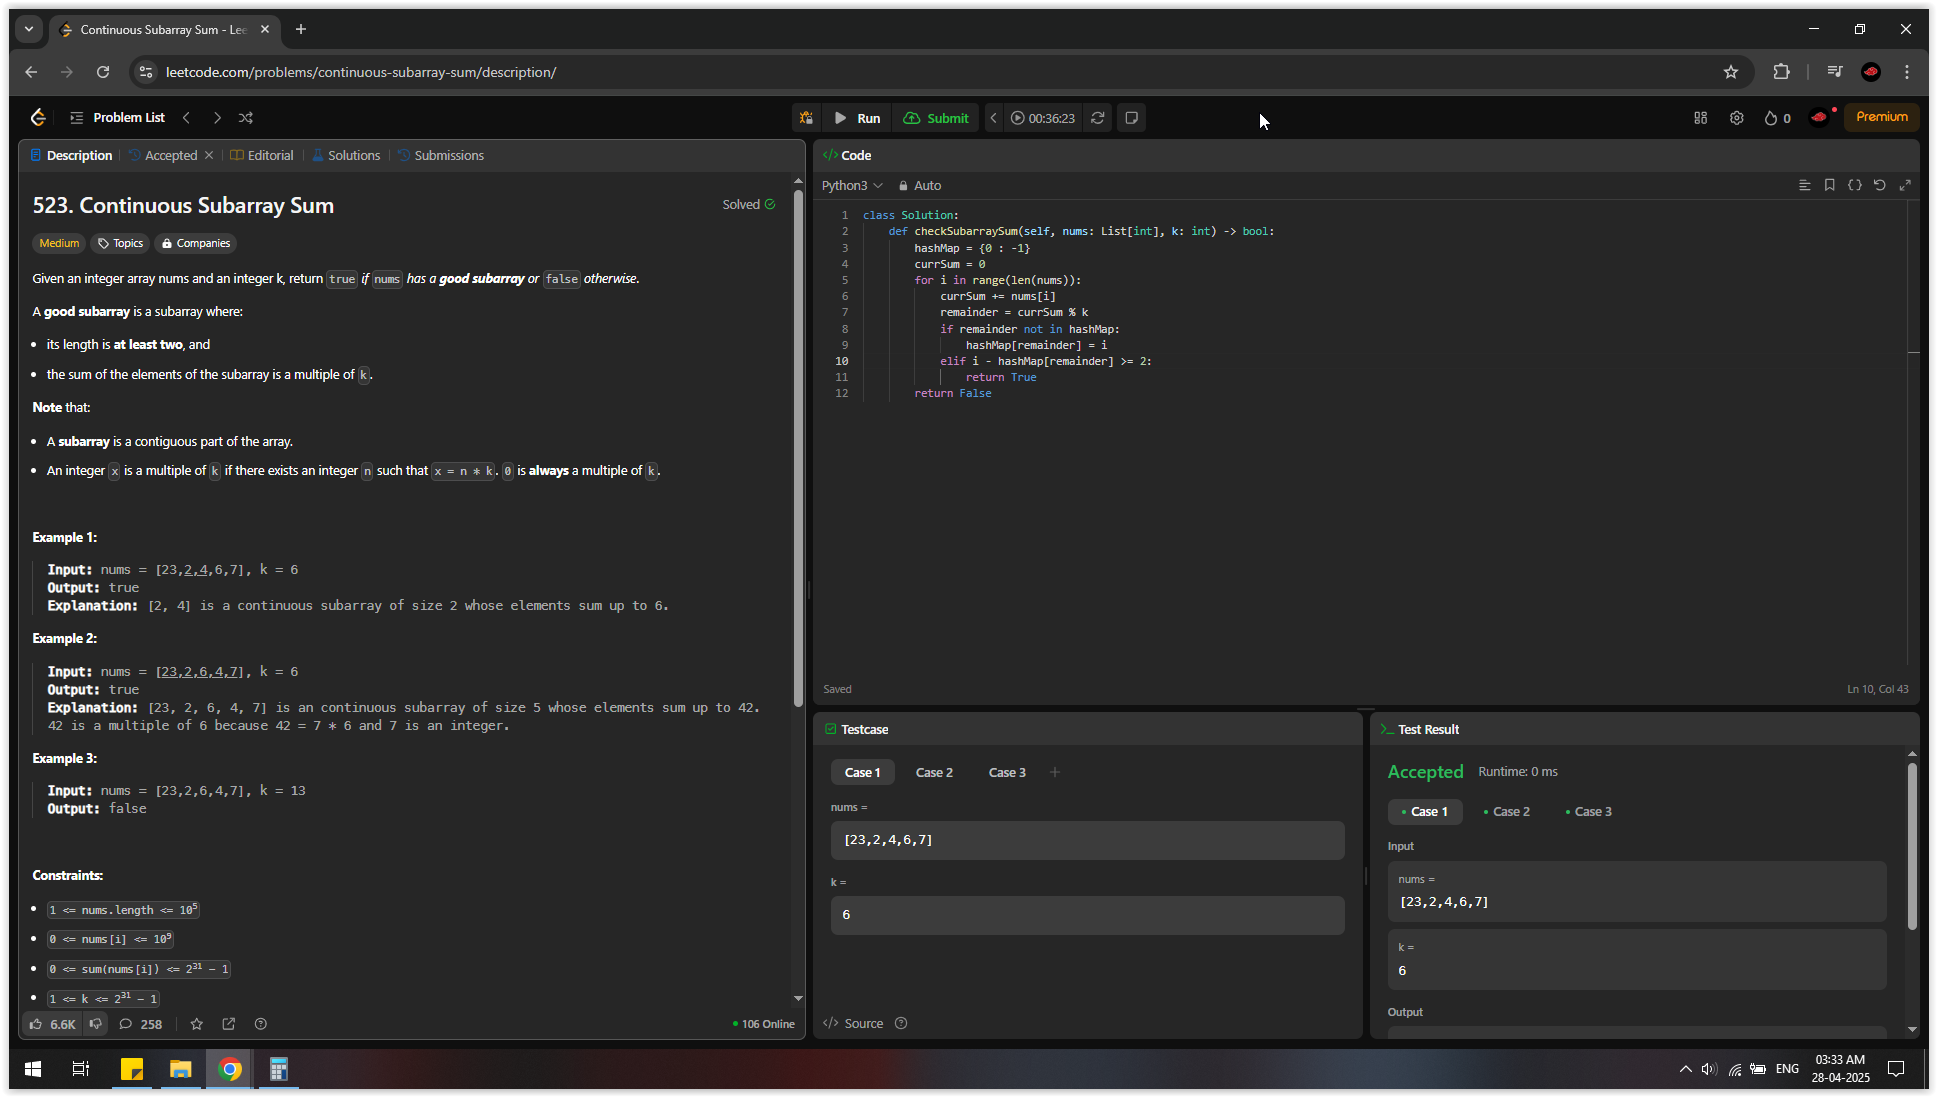 Continuous Subarray Sum - Lee
leetcode.com/problems/continuous-subarray-sum/description/
Problem List
Run
Submit
00:36:23
0
Premium
Description
Accepted
Editorial
Solutions
Submissions
523. Continuous Subarray Sum
Solved
Medium
Topics
Companies
Given an integer array nums and an integer k, return true if nums has a good subarray or false otherwise.
A good subarray is a subarray where:
• its length is at least two, and
• the sum of the elements of the subarray is a multiple of k.
Note that:
• A subarray is a contiguous part of the array.
• An integer x is a multiple of k if there exists an integer n such that x = n * k. 0 is always a multiple of k.
Example 1:
Input: nums = [23,2,4,6,7], k = 6
Output: true
Explanation: [2, 4] is a continuous subarray of size 2 whose elements sum up to 6.
Example 2:
Input: nums = [23,2,6,4,7], k = 6
Output: true
Explanation: [23, 2, 6, 4, 7] is an continuous subarray of size 5 whose elements sum up to 42.
42 is a multiple of 6 because 42 = 7 * 6 and 7 is an integer.
Example 3:
Input: nums = [23,2,6,4,7], k = 13
Output: false
Constraints:
• 1 <= nums.length <= 10⁵
• 0 <= nums[i] <= 10⁹
• 0 <= sum(nums[i]) <= 2³¹ - 1
• 1 <= k <= 2³¹ - 1
6.6K
258
106 Online
</> Code
Python3
Auto
1 class Solution:
2     def checkSubarraySum(self, nums: List[int], k: int) -> bool:
3         hashMap = {0 : -1}
4         currSum = 0
5         for i in range(len(nums)):
6             currSum += nums[i]
7             remainder = currSum % k
8             if remainder not in hashMap:
9                 hashMap[remainder] = i
10             elif i - hashMap[remainder] >= 2:
11                 return True
12         return False
Saved
Ln 10, Col 43
Testcase
Case 1
Case 2
Case 3
nums =
[23,2,4,6,7]
k =
6
</> Source
>_ Test Result
Accepted
Runtime: 0 ms
• Case 1
• Case 2
• Case 3
Input
nums =
[23,2,4,6,7]
k =
6
Output
ENG
03:33 AM
28-04-2025